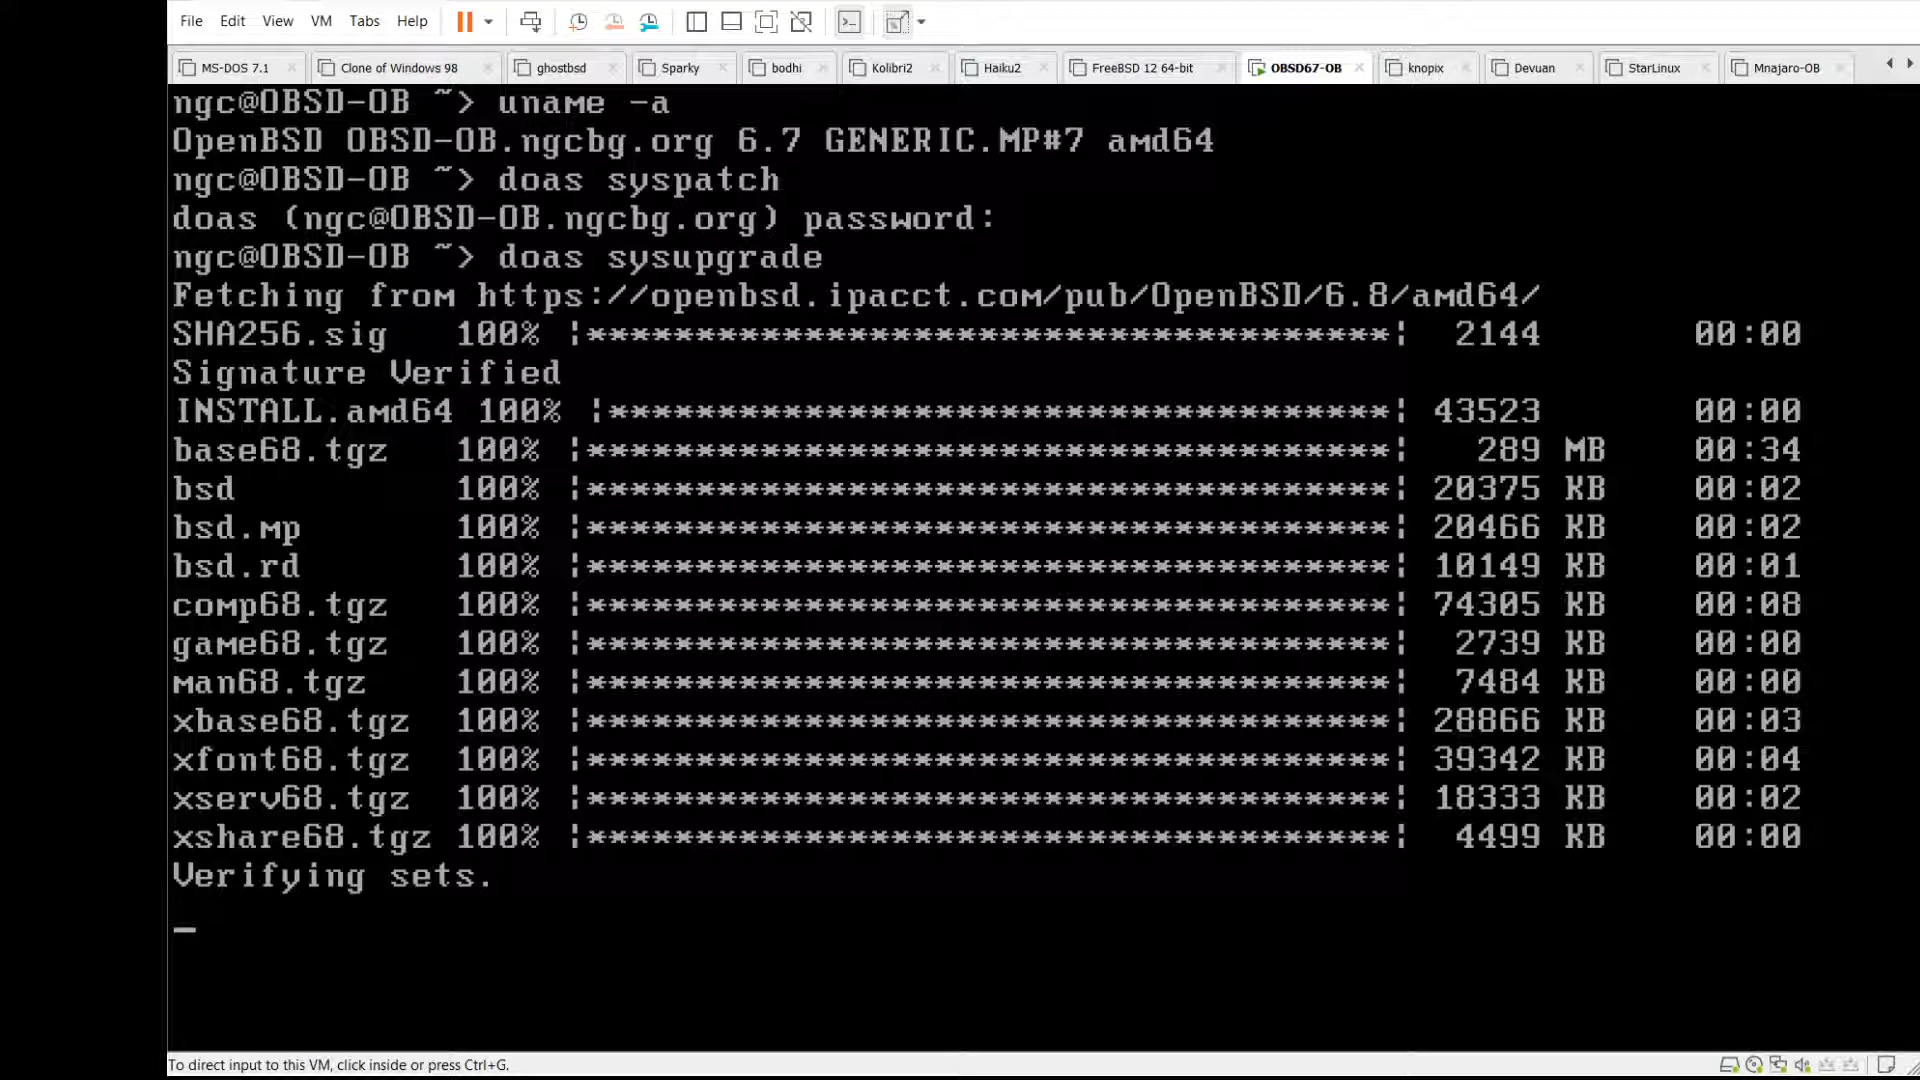 File Edit View VM Tabs Help
MS-DOS 7.1 Clone of Windows 98 ghostbsd Sparky bodhi Kolibri2 Haiku2 FreeBSD 12 64-bit OBSD67-OB knopix Devuan StarLinux Mnajaro-OB
ngc@OBSD-OB ~> uname -a
OpenBSD OBSD-OB.ngcbg.org 6.7 GENERIC.MP#7 amd64
ngc@OBSD-OB ~> doas syspatch
doas (ngc@OBSD-OB.ngcbg.org) password:
ngc@OBSD-OB ~> doas sysupgrade
Fetching from https://openbsd.ipacct.com/pub/OpenBSD/6.8/amd64/
SHA256.sig 100% |*************************************| 2144 00:00
Signature Verified
INSTALL.amd64 100% |************************************| 43523 00:00
base68.tgz 100% |*************************************| 289 MB 00:34
bsd 100% |*************************************| 20375 KB 00:02
bsd.mp 100% |*************************************| 20466 KB 00:02
bsd.rd 100% |*************************************| 10149 KB 00:01
comp68.tgz 100% |*************************************| 74305 KB 00:08
game68.tgz 100% |*************************************| 2739 KB 00:00
man68.tgz 100% |*************************************| 7484 KB 00:00
xbase68.tgz 100% |*************************************| 28866 KB 00:03
xfont68.tgz 100% |*************************************| 39342 KB 00:04
xserv68.tgz 100% |*************************************| 18333 KB 00:02
xshare68.tgz 100% |*************************************| 4499 KB 00:00
Verifying sets.
To direct input to this VM, click inside or press Ctrl+G.